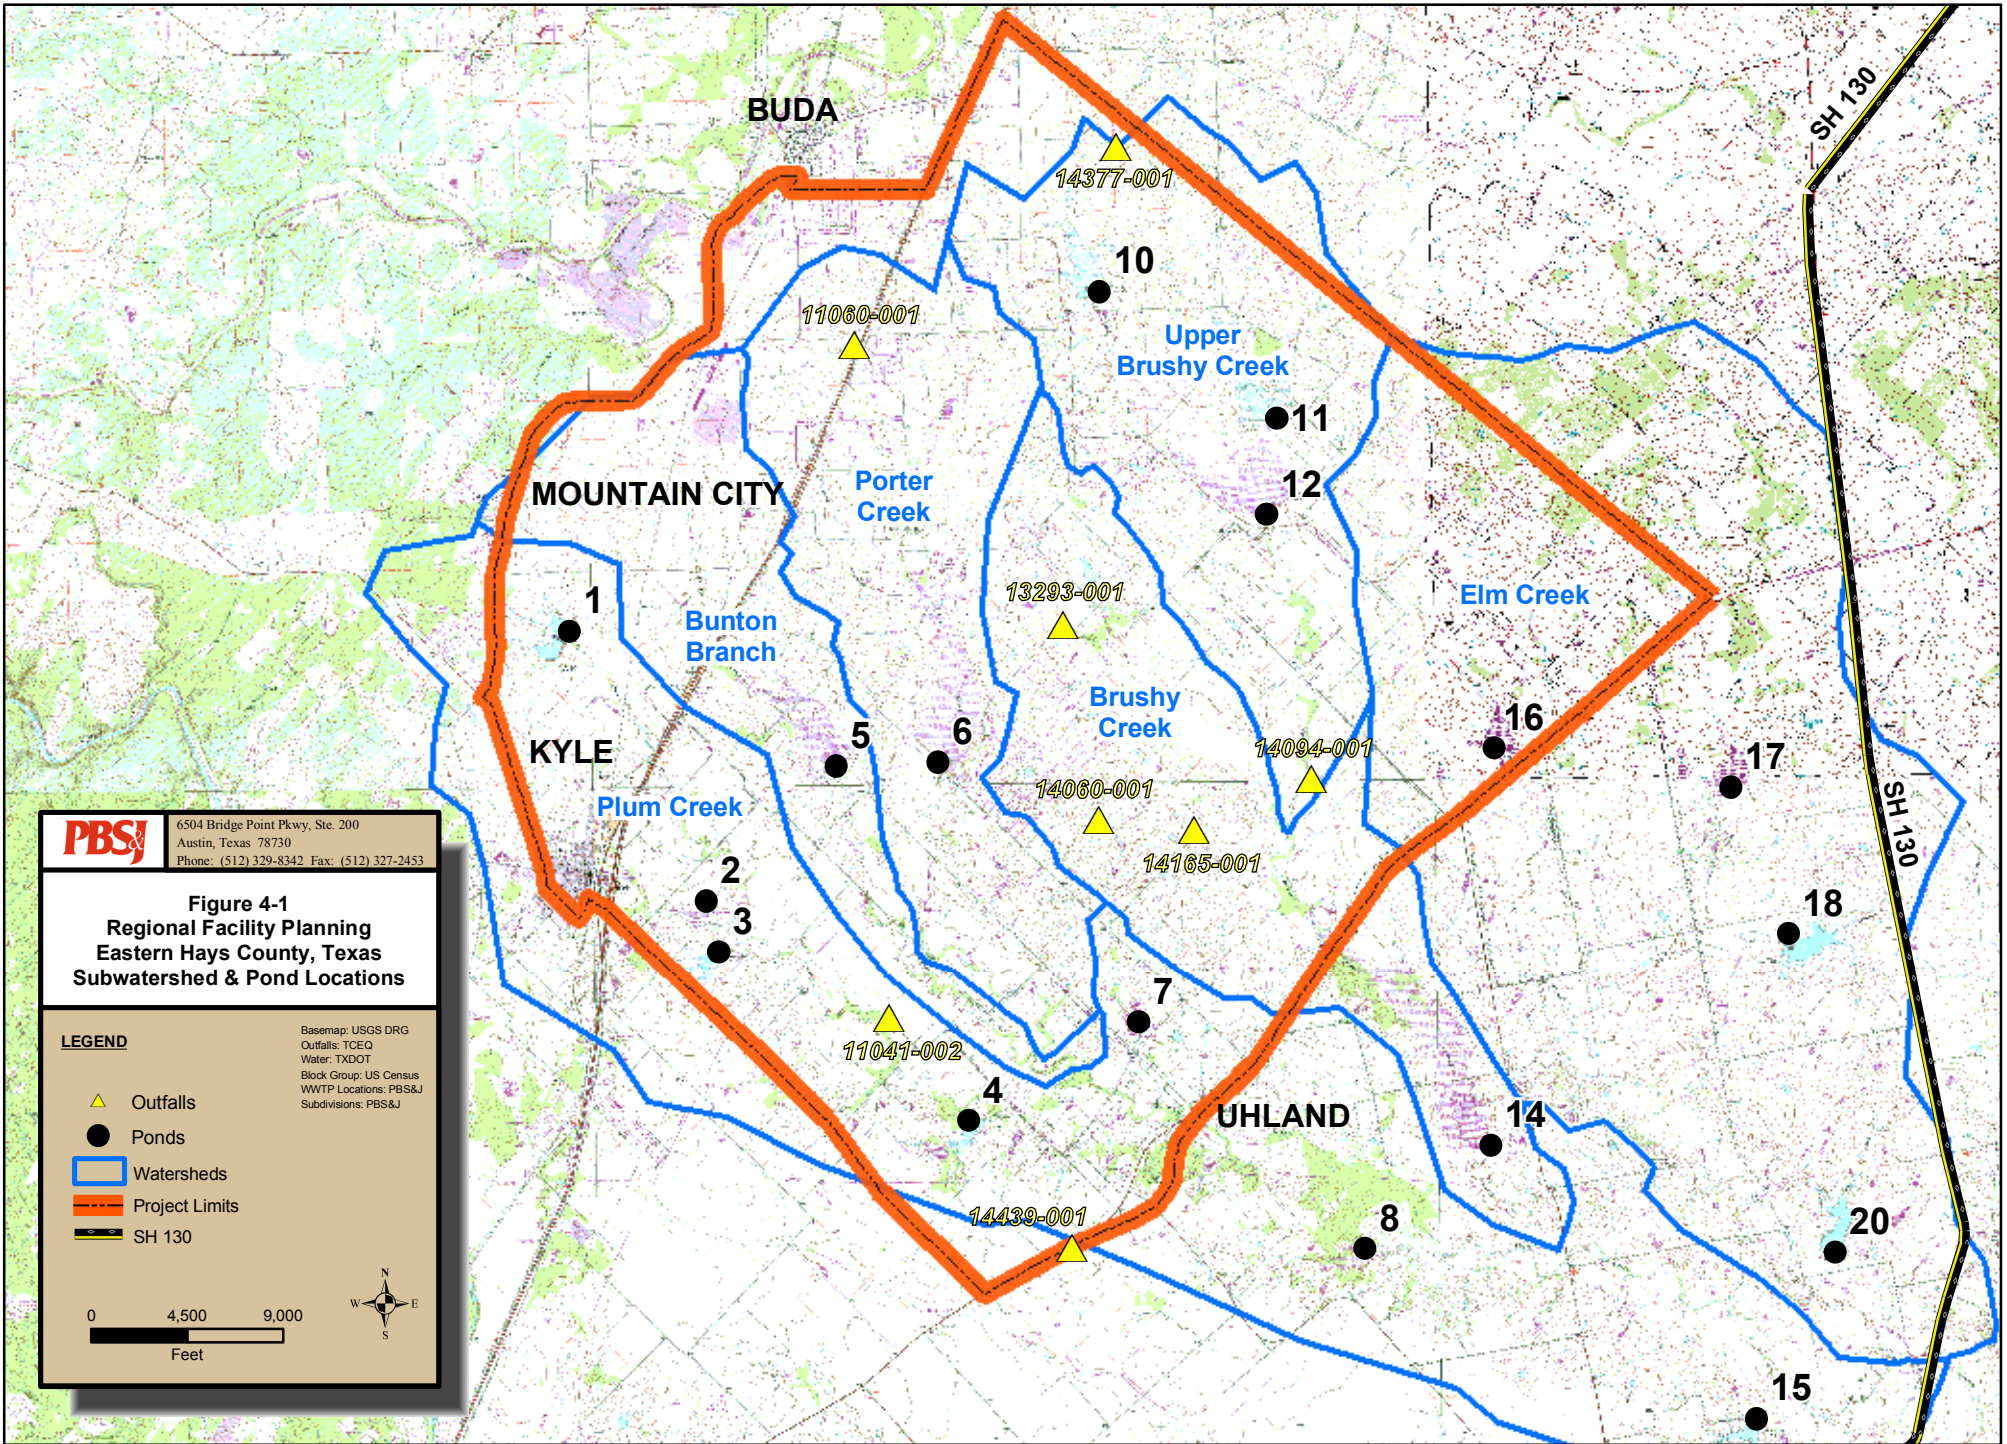 BUDA
SH 130
14377-001
10
11060-001
Upper
Brushy Creek
11
MOUNTAIN CITY
Porter
Creek
12
13293-001
Elm Creek
1
Bunton
Branch
Brushy
Creek
16
KYLE
5
6
14094-001
17
Plum Creek
14060-001
SH 130
14165-001
2
18
3
7
11041-002
4
UHLAND
14
14439-001
8
20
15
PBS&J
6504 Bridge Point Pkwy, Ste. 200
Austin, Texas 78730
Phone: (512) 329-8342 Fax: (512) 327-2453
Figure 4-1
Regional Facility Planning
Eastern Hays County, Texas
Subwatershed & Pond Locations
LEGEND
Basemap: USGS DRG
Outfalls: TCEQ
Water: TXDOT
Block Group: US Census
WWTP Locations: PBS&J
Subdivisions: PBS&J
Outfalls
Ponds
Watersheds
Project Limits
SH 130
N
W E
S
0 4,500 9,000
Feet